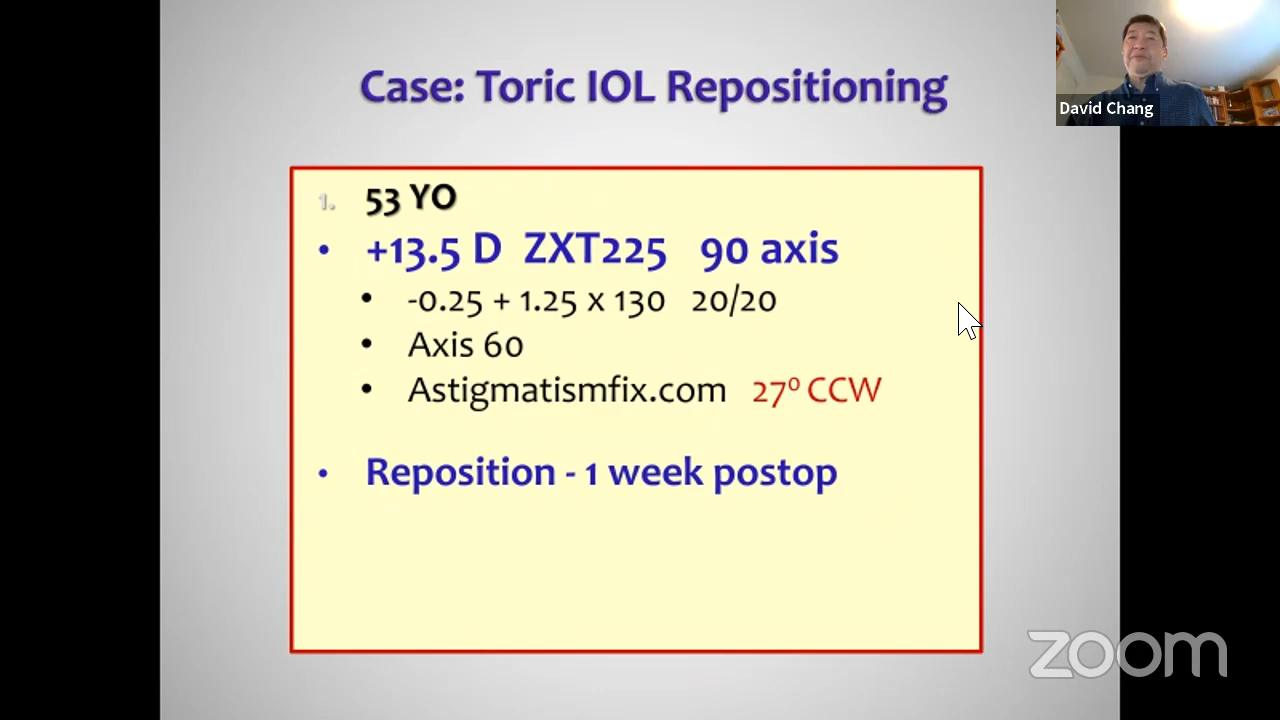 Case: Toric IOL Repositioning
David Chang
1. 53 YO
• +13.5 D ZXT225 90 axis
• -0.25 + 1.25 x 130 20/20
• Axis 60
• Astigmatismfix.com 27⁰ CCW
• Reposition - 1 week postop
zoom